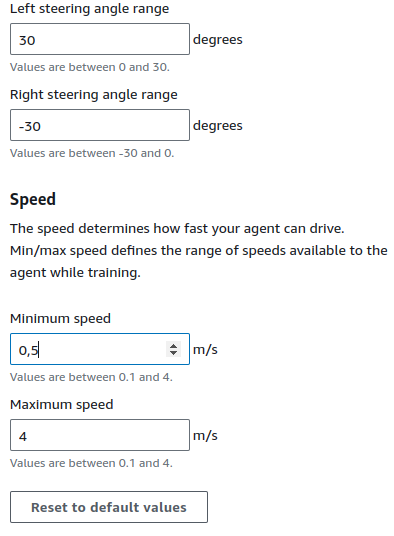 Left steering angle range
30 degrees
Values are between 0 and 30.
Right steering angle range
-30 degrees
Values are between -30 and 0.
Speed
The speed determines how fast your agent can drive.
Min/max speed defines the range of speeds available to the
agent while training.
Minimum speed
0,5 m/s
Values are between 0.1 and 4.
Maximum speed
4 m/s
Values are between 0.1 and 4.
Reset to default values